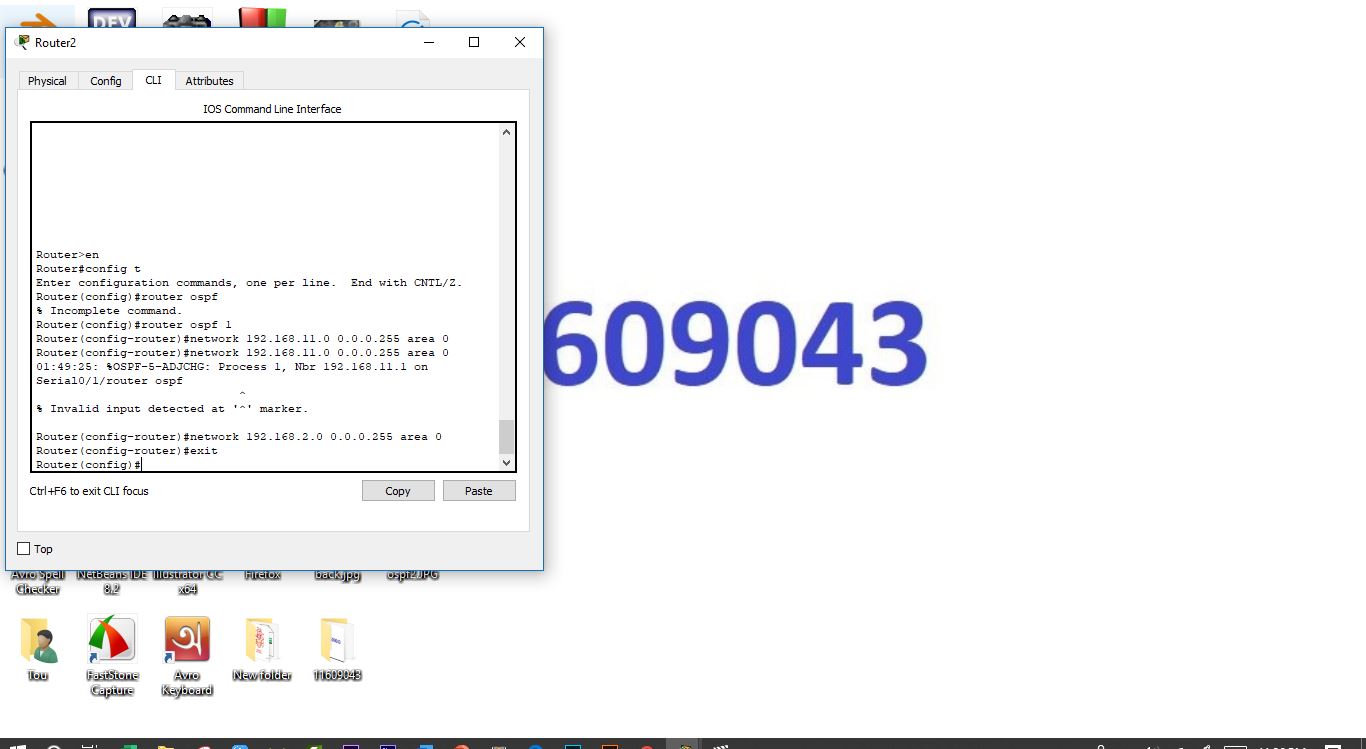 DEV
Router2
Physical
Config
CLI
Attributes
IOS Command Line Interface
Router>en
Router#config t
Enter configuration commands, one per line.  End with CNTL/Z.
Router(config)#router ospf
% Incomplete command.
Router(config)#router ospf 1
Router(config-router)#network 192.168.11.0 0.0.0.255 area 0
Router(config-router)#network 192.168.11.0 0.0.0.255 area 0
01:49:25: %OSPF-5-ADJCHG: Process 1, Nbr 192.168.11.1 on
Serial0/1/router ospf
^
% Invalid input detected at '^' marker.
Router(config-router)#network 192.168.2.0 0.0.0.255 area 0
Router(config-router)#exit
Router(config)#
Ctrl+F6 to exit CLI focus
Copy
Paste
Top
609043
Avro Spell
Checker
NetBeans IDE
8.2
Illustrator CC
x64
Firefox
back.jpg
ospf2.JPG
Tou
FastStone
Capture
অ
Avro
Keyboard
New folder
11609043